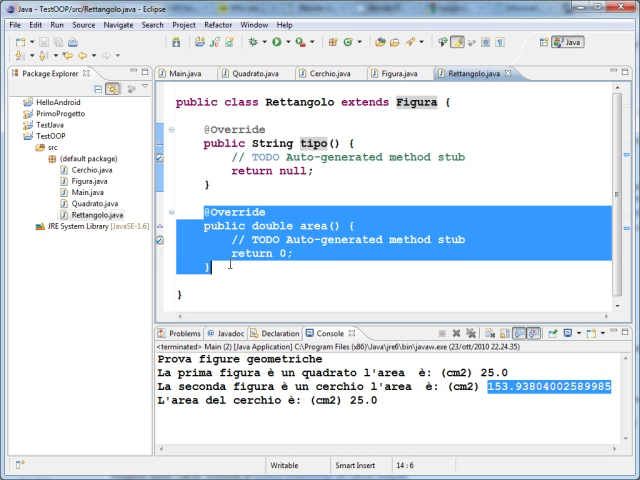 Java - TestOOP/src/Rettangolo.java - Eclipse
File Edit Source Refactor Navigate Search Project Run Window Help
Java
Package Explorer
Main.java Quadrato.java Cerchio.java Figura.java Rettangolo.java
HelloAndroid
PrimoProgetto
TestJava
TestOOP
src
(default package)
Cerchio.java
Figura.java
Main.java
Quadrato.java
Rettangolo.java
JRE System Library [JavaSE-1.6]
public class Rettangolo extends Figura {
@Override
public String tipo() {
// TODO Auto-generated method stub
return null;
}
@Override
public double area() {
// TODO Auto-generated method stub
return 0;
}
}
Problems Javadoc Declaration Console
<terminated> Main (2) [Java Application] C:\Program Files (x86)\Java\jre6\bin\javaw.exe (23/ott/2010 22.24.35)
Prova figure geometriche
La prima figura è un quadrato l'area è: (cm2) 25.0
La seconda figura è un cerchio l'area è: (cm2) 153.93804002589985
L'area del cerchio è: (cm2) 25.0
Writable Smart Insert 14 : 6